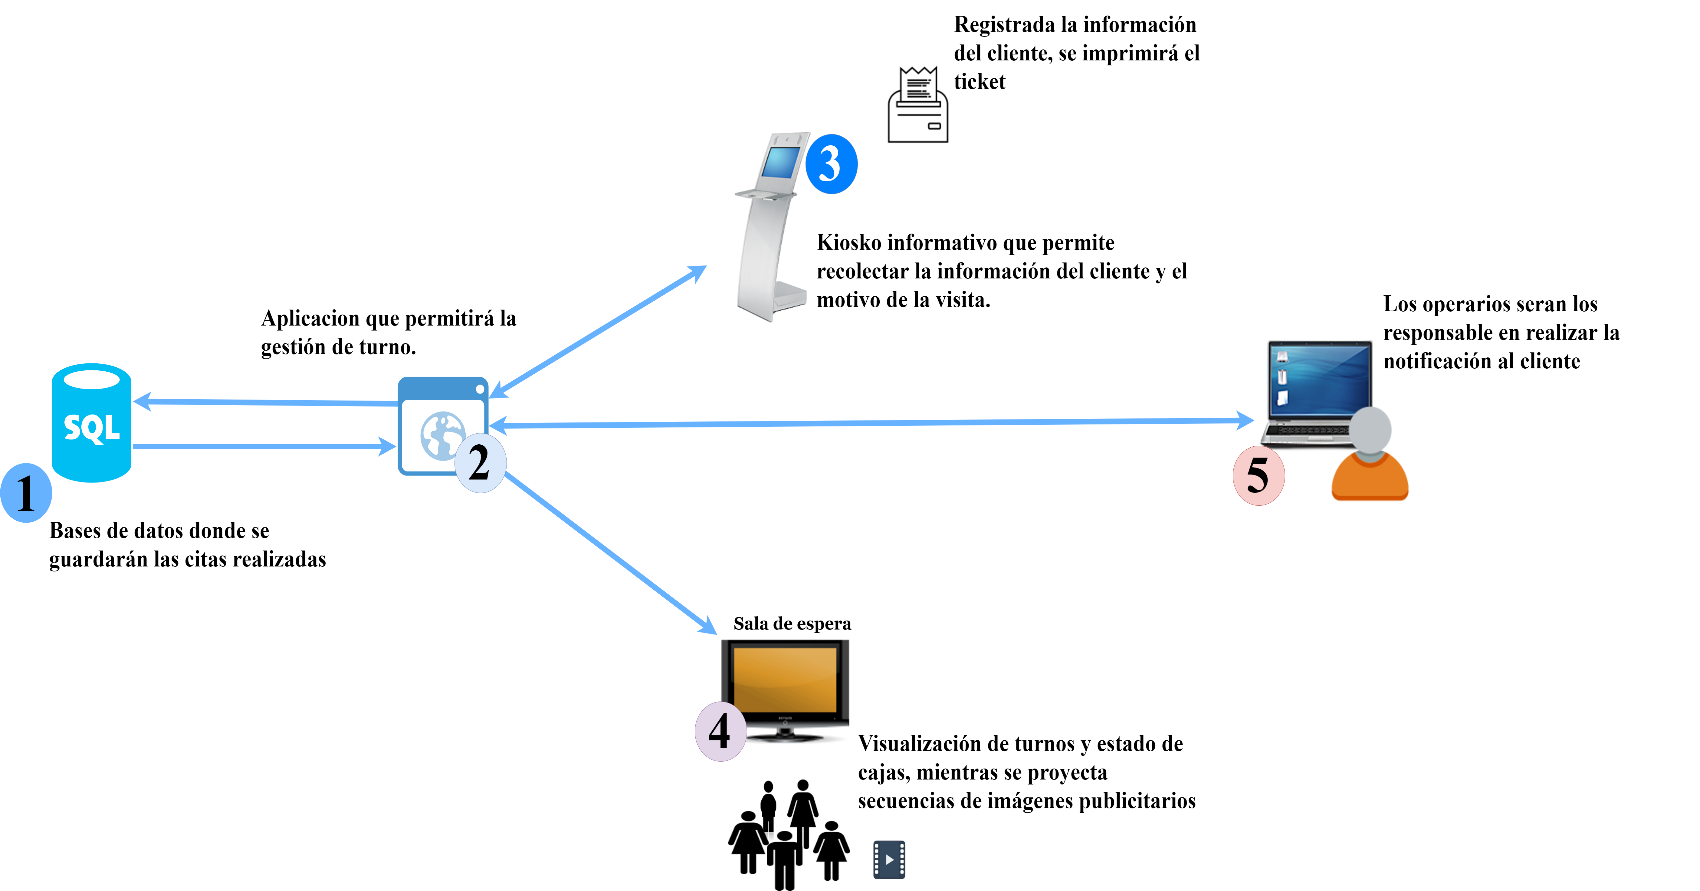 Registrada la información
del cliente, se imprimirá el
ticket
3
Kiosko informativo que permite
recolectar la información del cliente y el
motivo de la visita.
Aplicacion que permitirá la
gestión de turno.
Los operarios seran los
responsable en realizar la
notificación al cliente
SQL
2
5
1
Bases de datos donde se
guardarán las citas realizadas
Sala de espera
4
Visualización de turnos y estado de
cajas, mientras se proyecta
secuencias de imágenes publicitarios